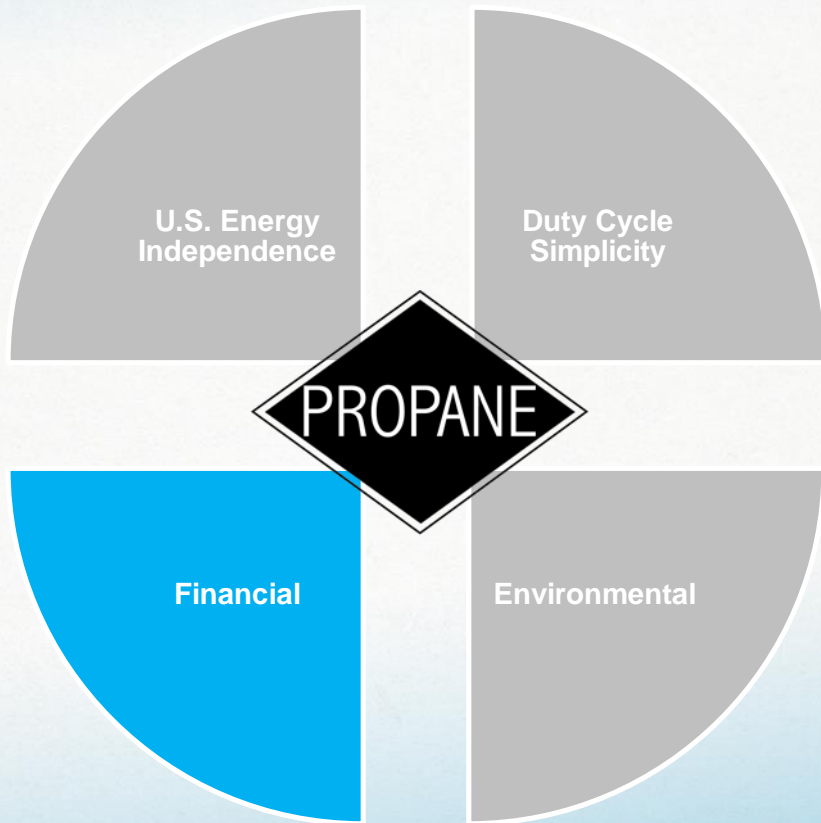 U.S. Energy
Independence
Duty Cycle
Simplicity
PROPANE
Financial
Environmental